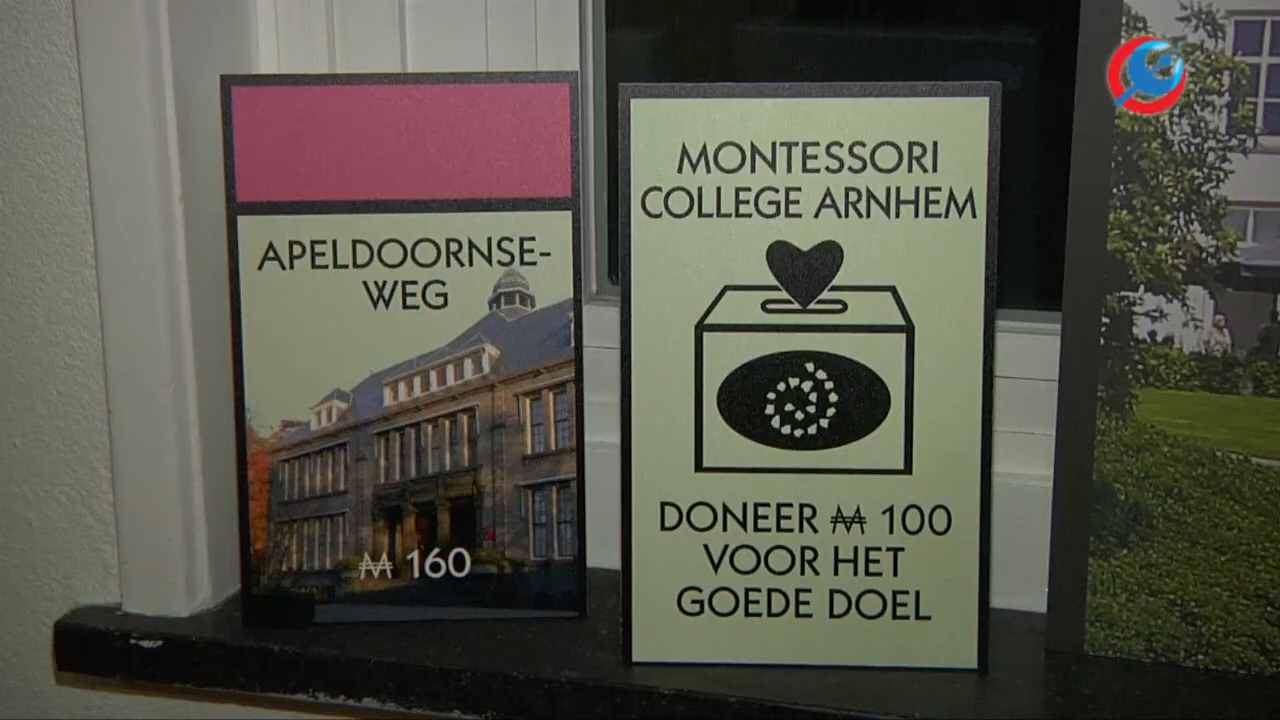 APELDOORNSE-
WEG
₩ 160
MONTESSORI
COLLEGE ARNHEM
DONEER ₩ 100
VOOR HET
GOEDE DOEL